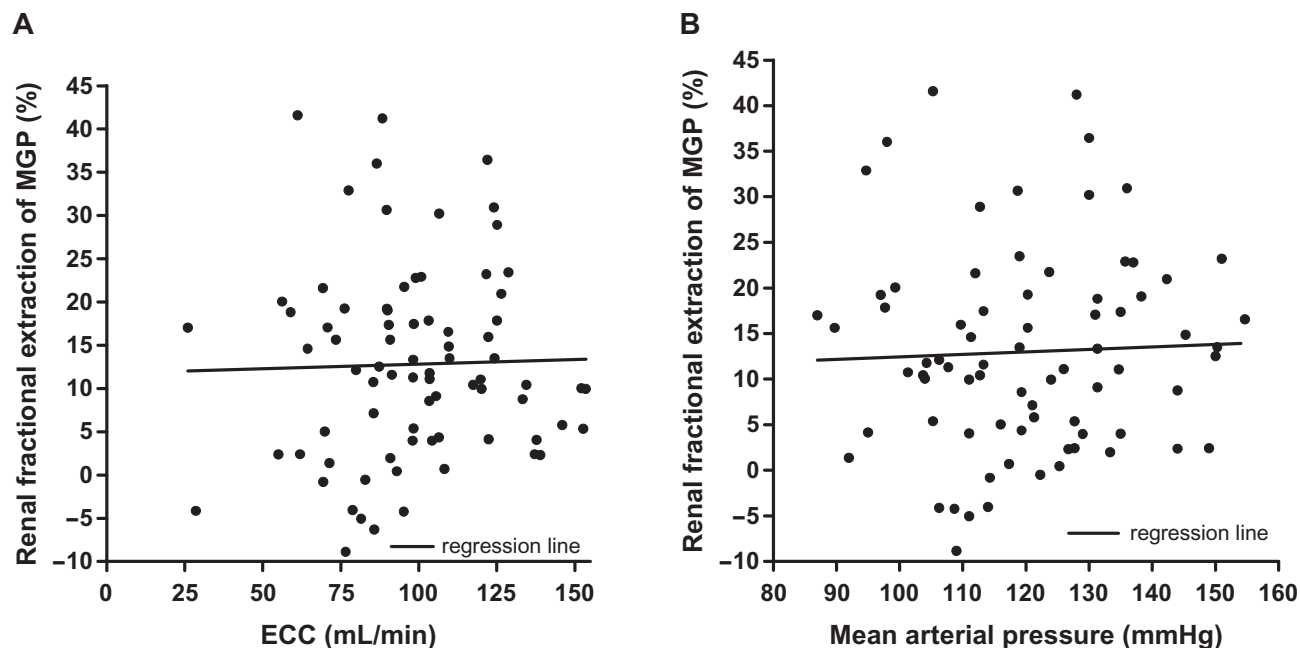 A
Renal fractional extraction of MGP (%)
45
40
35
30
25
20
15
10
5
0
−5
−10
0 25 50 75 100 125 150
ECC (mL/min)
regression line
B
Renal fractional extraction of MGP (%)
45
40
35
30
25
20
15
10
5
0
−5
−10
80 90 100 110 120 130 140 150 160
Mean arterial pressure (mmHg)
regression line